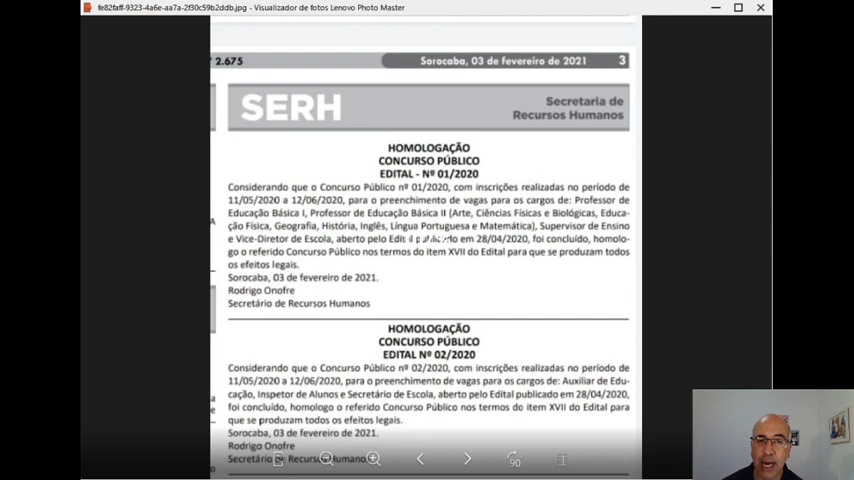 fe82faff-9323-4a6e-aa7a-2f30c59b2ddb.jpg - Visualizador de fotos Lenovo Photo Master
2.675
Sorocaba, 03 de fevereiro de 2021 3
SERH
Secretaria de
Recursos Humanos
HOMOLOGAÇÃO
CONCURSO PÚBLICO
EDITAL - Nº 01/2020
Considerando que o Concurso Público nº 01/2020, com inscrições realizadas no período de
11/05/2020 a 12/06/2020, para o preenchimento de vagas para os cargos de: Professor de
Educação Básica I, Professor de Educação Básica II (Arte, Ciências Físicas e Biológicas, Educa-
ção Física, Geografia, História, Inglês, Língua Portuguesa e Matemática), Supervisor de Ensino
e Vice-Diretor de Escola, aberto pelo Edital publicado em 28/04/2020, foi concluído, homolo-
go o referido Concurso Público nos termos do item XVII do Edital para que se produzam todos
os efeitos legais.
Sorocaba, 03 de fevereiro de 2021.
Rodrigo Onofre
Secretário de Recursos Humanos
HOMOLOGAÇÃO
CONCURSO PÚBLICO
EDITAL Nº 02/2020
Considerando que o Concurso Público nº 02/2020, com inscrições realizadas no período de
11/05/2020 a 12/06/2020, para o preenchimento de vagas para os cargos de: Auxiliar de Edu-
cação, Inspetor de Alunos e Secretário de Escola, aberto pelo Edital publicado em 28/04/2020,
foi concluído, homologo o referido Concurso Público nos termos do item XVII do Edital para
que se produzam todos os efeitos legais.
Sorocaba, 03 de fevereiro de 2021.
Rodrigo Onofre
Secretário de Recursos Humanos
90